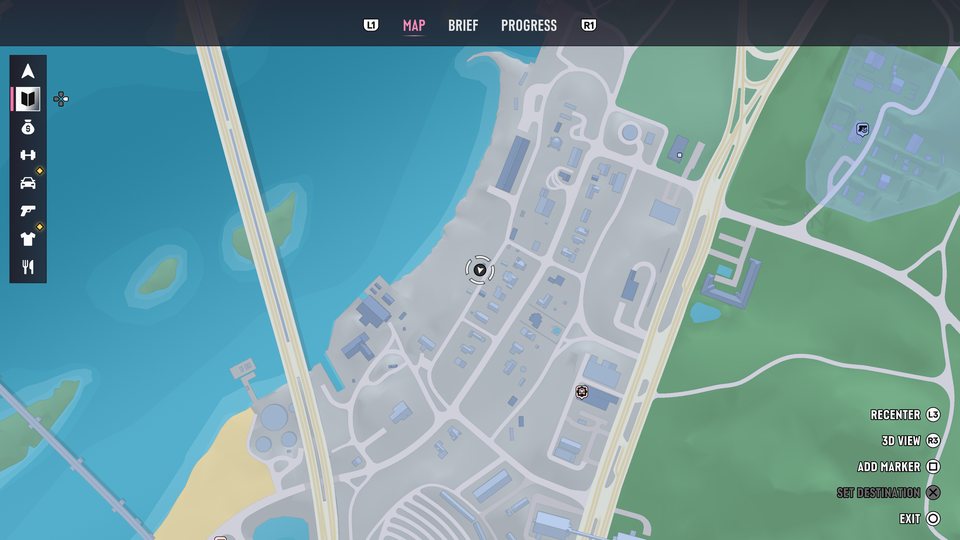 L1 MAP BRIEF PROGRESS R1
RECENTER L3
3D VIEW R3
ADD MARKER
SET DESTINATION
EXIT